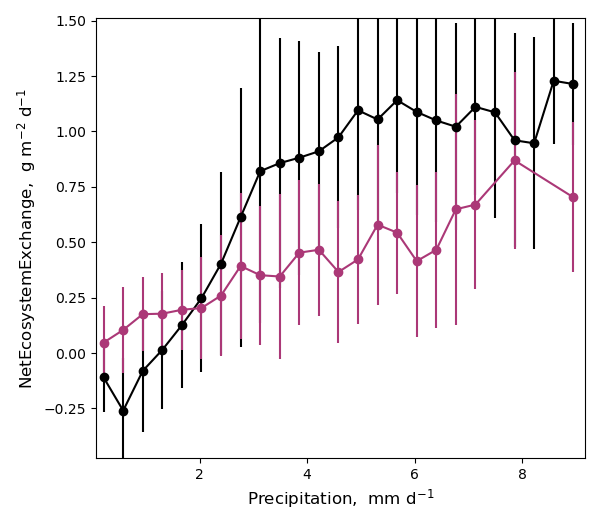 1.50
1.25
1.00
0.75
0.50
0.25
0.00
−0.25
NetEcosystemExchange, g m⁻² d⁻¹
2 4 6 8
Precipitation, mm d⁻¹